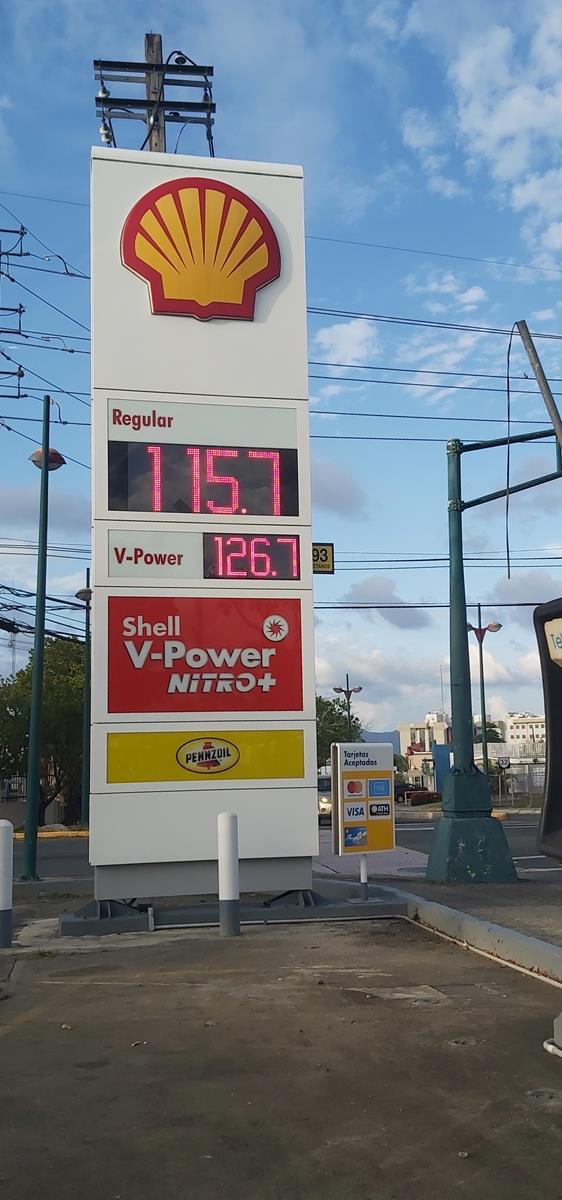 Regular
115.7
V-Power
126.7
93
Shell
V-Power
NiTRO+
PENNZOIL
Tarjetas
Aceptadas
VISA
ATH